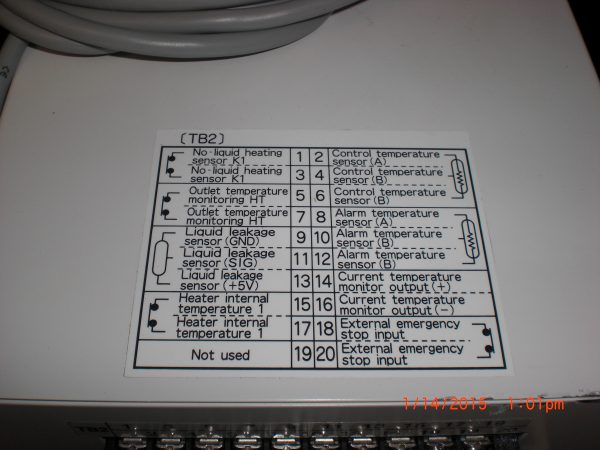 [TB2]
No-liquid heating sensor K1 1 2 Control temperature sensor(A)
No-liquid heating sensor K1 3 4 Control temperature sensor(B)
Outlet temperature monitoring HT 5 6 Control temperature sensor(B)
Outlet temperature monitoring HT 7 8 Alarm temperature sensor(A)
Liquid leakage sensor(GND) 9 10 Alarm temperature sensor(B)
Liquid leakage sensor(SIG) 11 12 Alarm temperature sensor(B)
Liquid leakage sensor(+5V) 13 14 Current temperature monitor output(+)
Heater internal temperature 1 15 16 Current temperature monitor output(-)
Heater internal temperature 1 17 18 External emergency stop input
Not used 19 20 External emergency stop input
1/14/2015 1:01pm
TB2